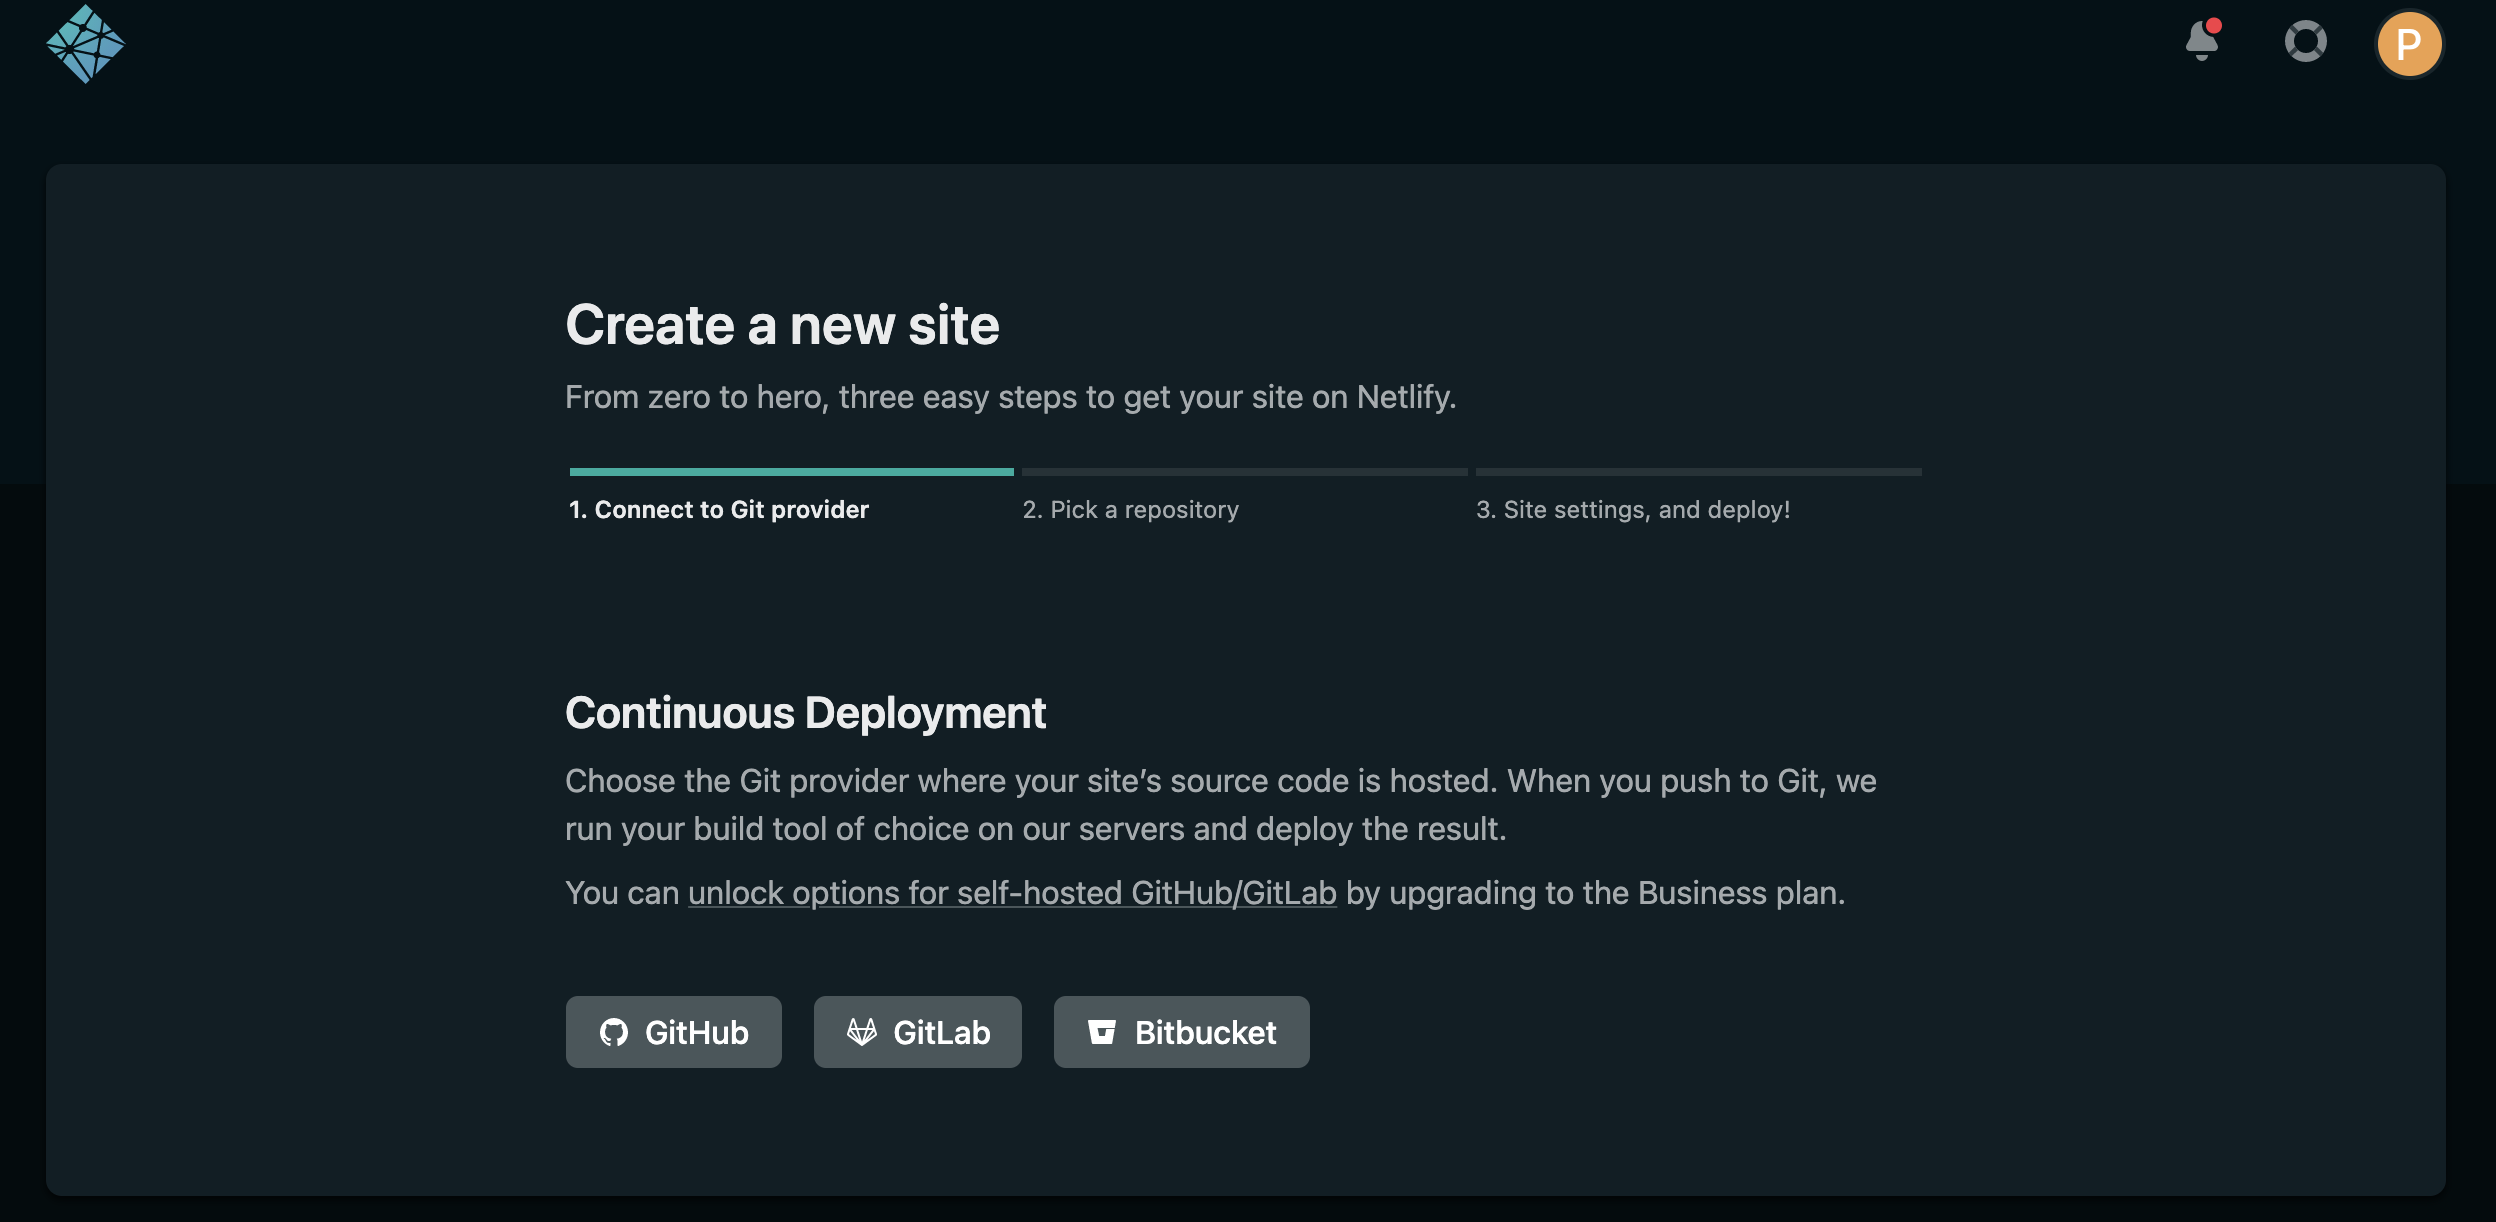 P
Create a new site
From zero to hero, three easy steps to get your site on Netlify.
1. Connect to Git provider
2. Pick a repository
3. Site settings, and deploy!
Continuous Deployment
Choose the Git provider where your site’s source code is hosted. When you push to Git, we
run your build tool of choice on our servers and deploy the result.
You can unlock options for self-hosted GitHub/GitLab by upgrading to the Business plan.
GitHub
GitLab
Bitbucket